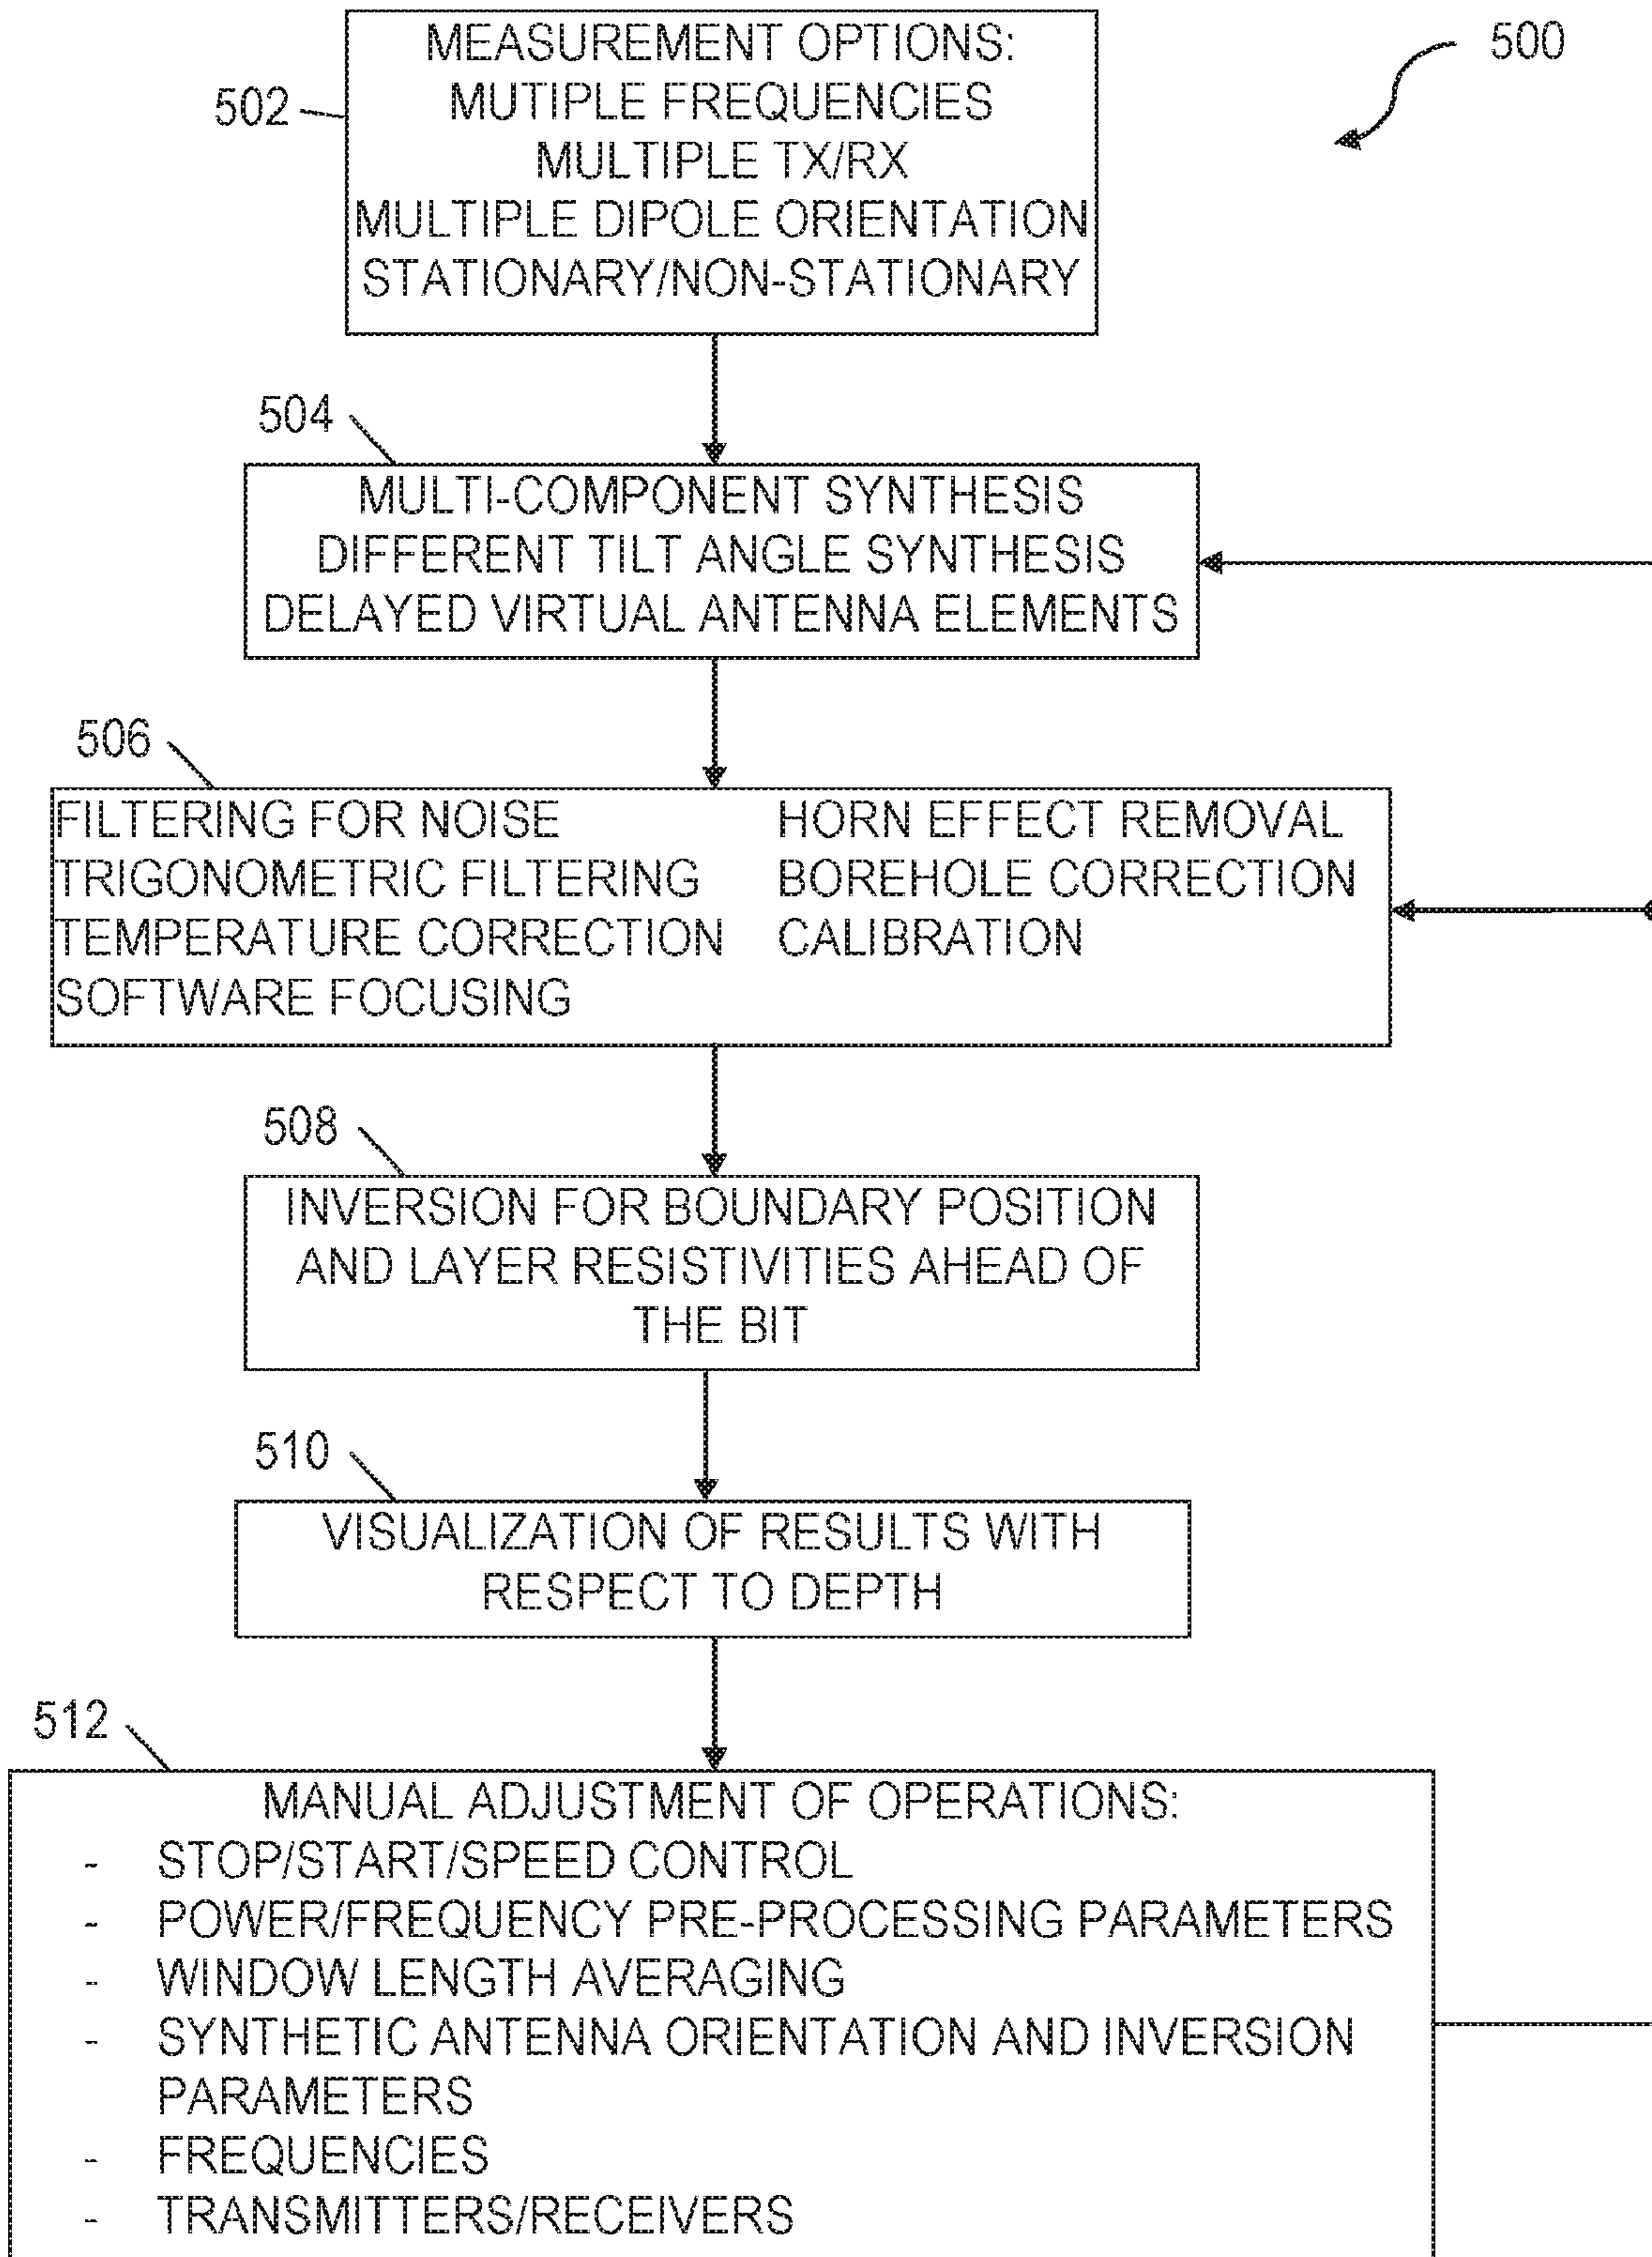 500
502
MEASUREMENT OPTIONS:
MUTIPLE FREQUENCIES
MULTIPLE TX/RX
MULTIPLE DIPOLE ORIENTATION
STATIONARY/NON-STATIONARY
504
MULTI-COMPONENT SYNTHESIS
DIFFERENT TILT ANGLE SYNTHESIS
DELAYED VIRTUAL ANTENNA ELEMENTS
506
FILTERING FOR NOISE
TRIGONOMETRIC FILTERING
TEMPERATURE CORRECTION
SOFTWARE FOCUSING
HORN EFFECT REMOVAL
BOREHOLE CORRECTION
CALIBRATION
508
INVERSION FOR BOUNDARY POSITION
AND LAYER RESISTIVITIES AHEAD OF
THE BIT
510
VISUALIZATION OF RESULTS WITH
RESPECT TO DEPTH
512
MANUAL ADJUSTMENT OF OPERATIONS:
- STOP/START/SPEED CONTROL
- POWER/FREQUENCY PRE-PROCESSING PARAMETERS
- WINDOW LENGTH AVERAGING
- SYNTHETIC ANTENNA ORIENTATION AND INVERSION
PARAMETERS
- FREQUENCIES
- TRANSMITTERS/RECEIVERS